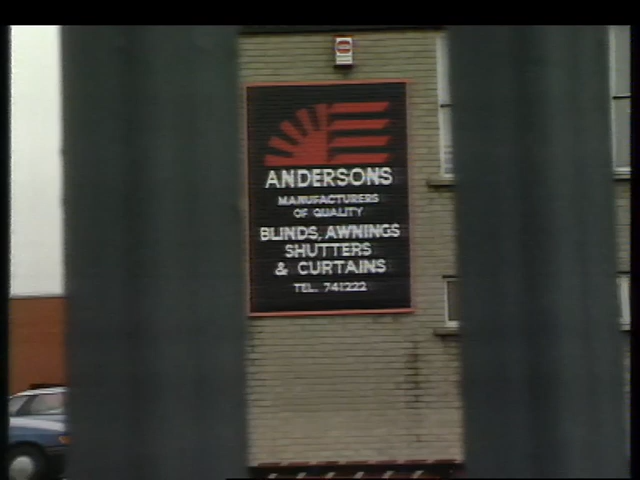 ANDERSONS
MANUFACTURERS
OF QUALITY
BLINDS, AWNINGS
SHUTTERS
& CURTAINS
TEL. 741222